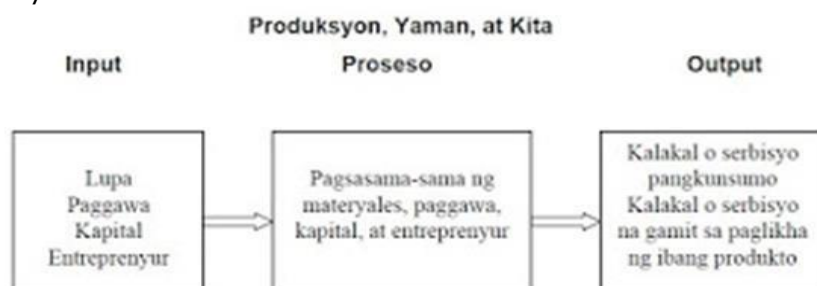 Produksyon, Yaman, at Kita
Input
Proseso
Output
Lupa
Paggawa
Kapital
Entreprenyur
Pagsasama-sama ng
materyales, paggawa,
kapital, at entreprenyur
Kalakal o serbisyo
pangkunsumo
Kalakal o serbisyo
na gamit sa paglikha
ng ibang produkto